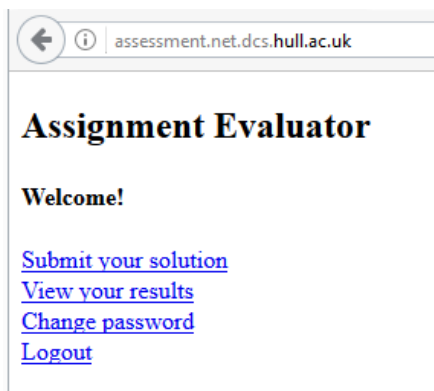 assessment.net.dcs.hull.ac.uk
Assignment Evaluator
Welcome!
Submit your solution
View your results
Change password
Logout